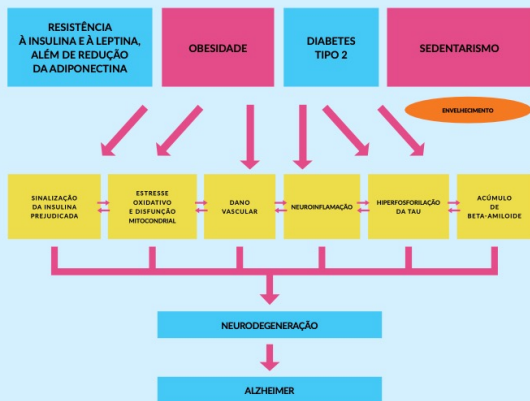 RESISTÊNCIA
À INSULINA E À LEPTINA,
ALÉM DE REDUÇÃO
DA ADIPONECTINA
OBESIDADE
DIABETES
TIPO 2
SEDENTARISMO
ENVELHECIMENTO
SINALIZAÇÃO
DA INSULINA
PREJUDICADA
ESTRESSE
OXIDATIVO
E DISFUNÇÃO
MITOCONDRIAL
DANO
VASCULAR
NEUROINFLAMAÇÃO
HIPERFOSFORILAÇÃO
DA TAU
ACÚMULO
DE
BETA-AMILOIDE
NEURODEGENERAÇÃO
ALZHEIMER